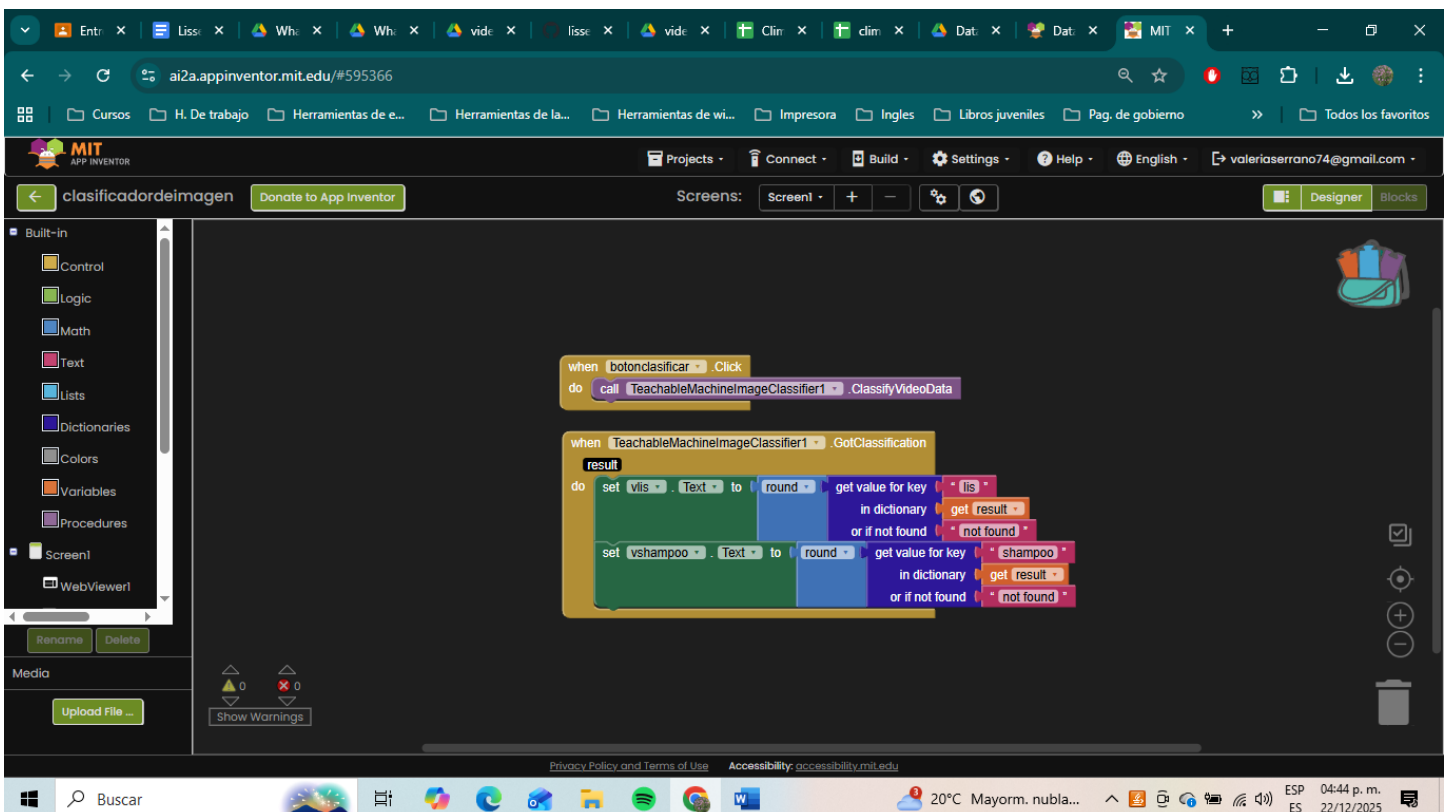 Entr
Liss
Wha
Wha
vide
lisse
vide
Clim
clim
Dat
Dat
MIT
ai2a.appinventor.mit.edu/#595366
Cursos
H. De trabajo
Herramientas de e...
Herramientas de la...
Herramientas de wi...
Impresora
Ingles
Libros juveniles
Pag. de gobierno
»
Todos los favoritos
MIT
APP INVENTOR
Projects
Connect
Build
Settings
Help
English
valeriaserrano74@gmail.com
clasificadordeimagen
Donate to App Inventor
Screens:
Screen1
Designer
Blocks
Built-in
Control
Logic
Math
Text
Lists
Dictionaries
Colors
Variables
Procedures
Screen1
WebViewer1
Rename
Delete
Media
Upload File ...
when botonclasificar .Click
do call TeachableMachineImageClassifier1 .ClassifyVideoData
when TeachableMachineImageClassifier1 .GotClassification
result
do set vlis . Text to round get value for key " lis "
in dictionary get result
or if not found " not found "
set vshampoo . Text to round get value for key " shampoo "
in dictionary get result
or if not found " not found "
0
0
Show Warnings
Privacy Policy and Terms of Use
Accessibility: accessibility.mit.edu
Buscar
20°C Mayorm. nubla...
ESP
ES
04:44 p. m.
22/12/2025